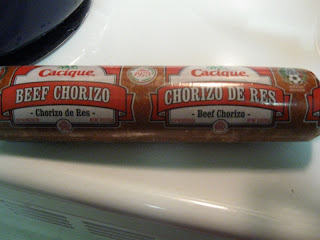 Cacique.
BEEF CHORIZO
- Chorizo de Res -
Cacique.
CHORIZO DE RES
- Beef Chorizo -